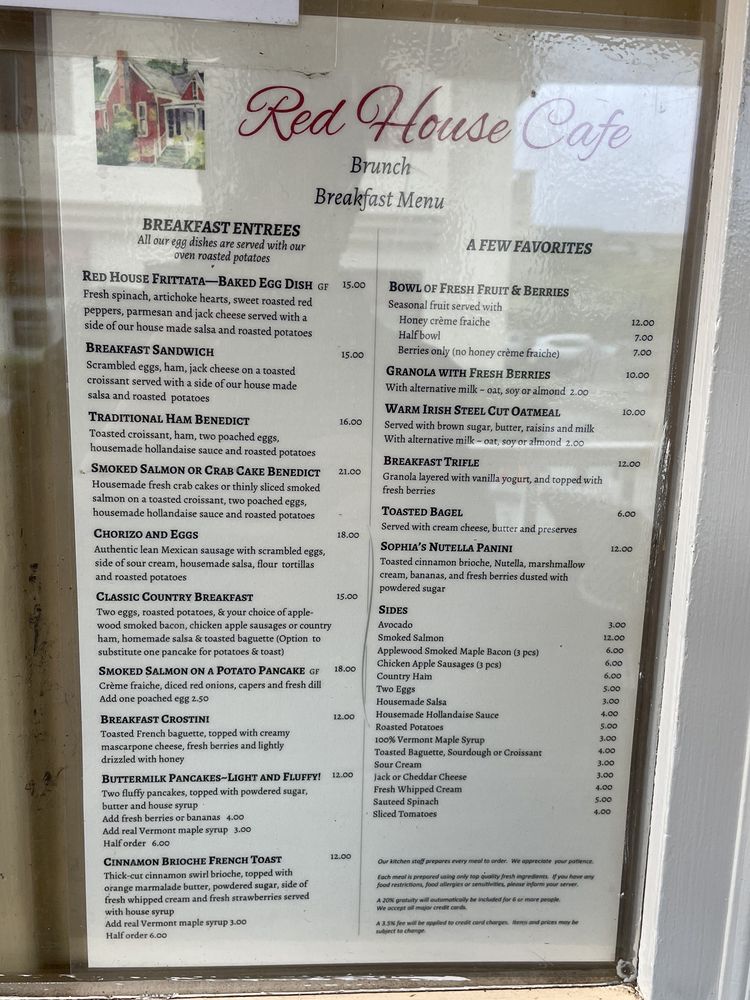 Red House Cafe
Brunch
Breakfast Menu
BREAKFAST ENTREES
All our egg dishes are served with our
oven roasted potatoes
RED HOUSE FRITTATA—BAKED EGG DISH GF 15.00
Fresh spinach, artichoke hearts, sweet roasted red
peppers, parmesan and jack cheese served with a
side of our house made salsa and roasted potatoes
BREAKFAST SANDWICH 15.00
Scrambled eggs, ham, jack cheese on a toasted
croissant served with a side of our house made
salsa and roasted potatoes
TRADITIONAL HAM BENEDICT 16.00
Toasted croissant, ham, two poached eggs,
housemade hollandaise sauce and roasted potatoes
SMOKED SALMON OR CRAB CAKE BENEDICT 21.00
Housemade fresh crab cakes or thinly sliced smoked
salmon on a toasted croissant, two poached eggs,
housemade hollandaise sauce and roasted potatoes
CHORIZO AND EGGS 18.00
Authentic lean Mexican sausage with scrambled eggs,
side of sour cream, housemade salsa, flour tortillas
and roasted potatoes
CLASSIC COUNTRY BREAKFAST 15.00
Two eggs, roasted potatoes, & your choice of apple-
wood smoked bacon, chicken apple sausages or country
ham, homemade salsa & toasted baguette (Option to
substitute one pancake for potatoes & toast)
SMOKED SALMON ON A POTATO PANCAKE GF 18.00
Crème fraiche, diced red onions, capers and fresh dill
Add one poached egg 2.50
BREAKFAST CROSTINI 12.00
Toasted French baguette, topped with creamy
mascarpone cheese, fresh berries and lightly
drizzled with honey
BUTTERMILK PANCAKES~LIGHT AND FLUFFY! 12.00
Two fluffy pancakes, topped with powdered sugar,
butter and house syrup
Add fresh berries or bananas 4.00
Add real Vermont maple syrup 3.00
Half order 6.00
CINNAMON BRIOCHE FRENCH TOAST 12.00
Thick-cut cinnamon swirl brioche, topped with
orange marmalade butter, powdered sugar, side of
fresh whipped cream and fresh strawberries served
with house syrup
Add real Vermont maple syrup 3.00
Half order 6.00
A FEW FAVORITES
BOWL OF FRESH FRUIT & BERRIES
Seasonal fruit served with
Honey crème fraiche 12.00
Half bowl 7.00
Berries only (no honey crème fraiche) 7.00
GRANOLA WITH FRESH BERRIES 10.00
With alternative milk – oat, soy or almond 2.00
WARM IRISH STEEL CUT OATMEAL 10.00
Served with brown sugar, butter, raisins and milk
With alternative milk – oat, soy or almond 2.00
BREAKFAST TRIFLE 12.00
Granola layered with vanilla yogurt, and topped with
fresh berries
TOASTED BAGEL 6.00
Served with cream cheese, butter and preserves
SOPHIA'S NUTELLA PANINI 12.00
Toasted cinnamon brioche, Nutella, marshmallow
cream, bananas, and fresh berries dusted with
powdered sugar
SIDES
Avocado 3.00
Smoked Salmon 12.00
Applewood Smoked Maple Bacon (3 pcs) 6.00
Chicken Apple Sausages (3 pcs) 6.00
Country Ham 6.00
Two Eggs 5.00
Housemade Salsa 3.00
Housemade Hollandaise Sauce 4.00
Roasted Potatoes 5.00
100% Vermont Maple Syrup 3.00
Toasted Baguette, Sourdough or Croissant 4.00
Sour Cream 3.00
Jack or Cheddar Cheese 3.00
Fresh Whipped Cream 4.00
Sauteed Spinach 5.00
Sliced Tomatoes 4.00
Our kitchen staff prepares every meal to order. We appreciate your patience.
Each meal is prepared using only top quality fresh ingredients. If you have any
food restrictions, food allergies or sensitivities, please inform your server.
A 20% gratuity will automatically be included for 6 or more people.
We accept all major credit cards.
A 3.5% fee will be applied to credit card charges. Items and prices may be
subject to change.